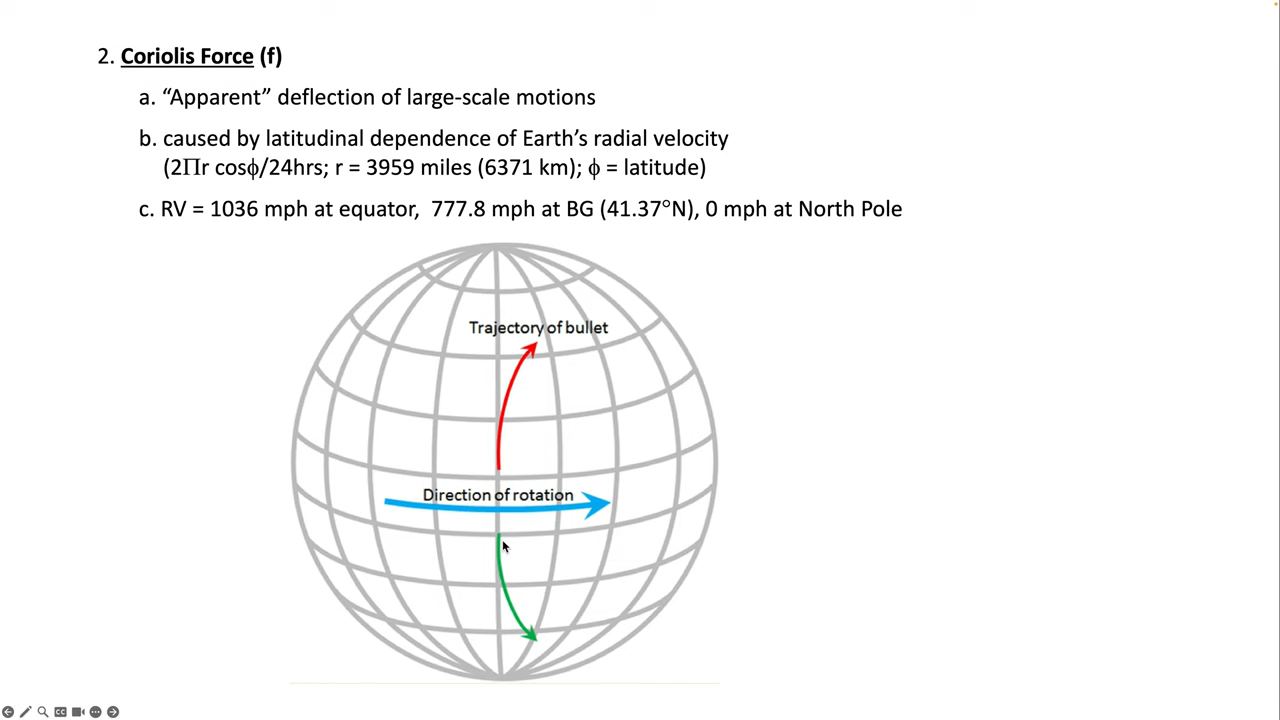 2. Coriolis Force (f)
a. “Apparent” deflection of large-scale motions
b. caused by latitudinal dependence of Earth’s radial velocity
(2Πr cosϕ/24hrs; r = 3959 miles (6371 km); ϕ = latitude)
c. RV = 1036 mph at equator,  777.8 mph at BG (41.37°N), 0 mph at North Pole
Trajectory of bullet
Direction of rotation
CC